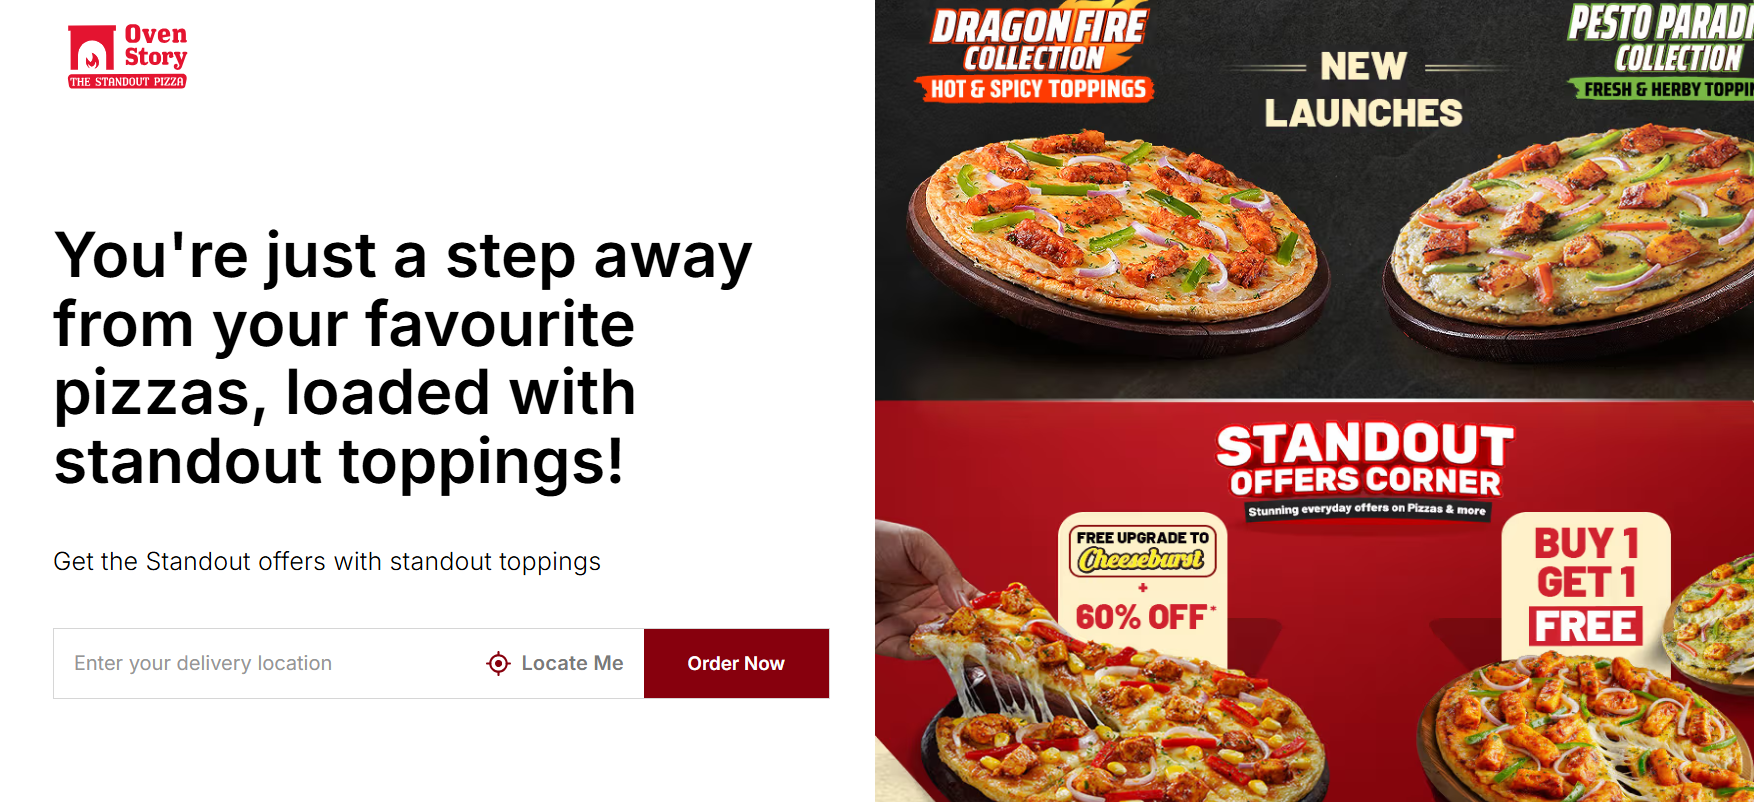 Oven
Story
THE STANDOUT PIZZA
You're just a step away
from your favourite
pizzas, loaded with
standout toppings!
Get the Standout offers with standout toppings
Enter your delivery location
Locate Me
Order Now
DRAGON FIRE
COLLECTION
HOT & SPICY TOPPINGS
NEW
LAUNCHES
PESTO
COLLECTION
FRESH & HERBY
STANDOUT
OFFERS CORNER
Stunning everyday offers on Pizzas & more
FREE UPGRADE TO
Cheeseburst
+
60% OFF*
BUY 1
GET 1
FREE